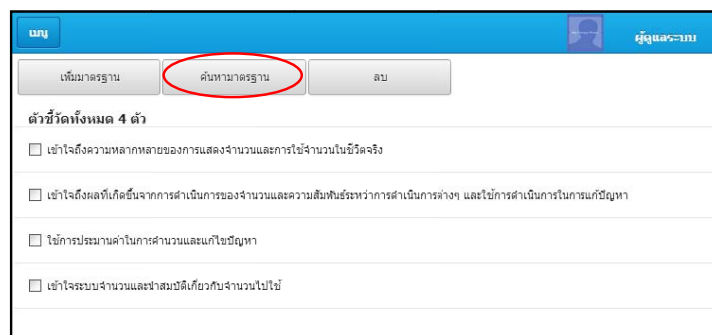 เมนู
ผู้ดูแลระบบ
เพิ่มมาตรฐาน
ค้นหามาตรฐาน
ลบ
ตัวชี้วัดทั้งหมด 4 ตัว
เข้าใจถึงความหลากหลายของการแสดงจำนวนและการใช้จำนวนในชีวิตจริง
เข้าใจถึงผลที่เกิดขึ้นจากการดำเนินการของจำนวนและความสัมพันธ์ระหว่าการดำเนินการต่างๆ และใช้การดำเนินการในการแก้ปัญหา
ใช้การประมาณค่าในการคำนวนและแก้ไขปัญหา
เข้าใจระบบจำนวนและนำสมบัติเกี่ยวกับจำนวนไปใช้